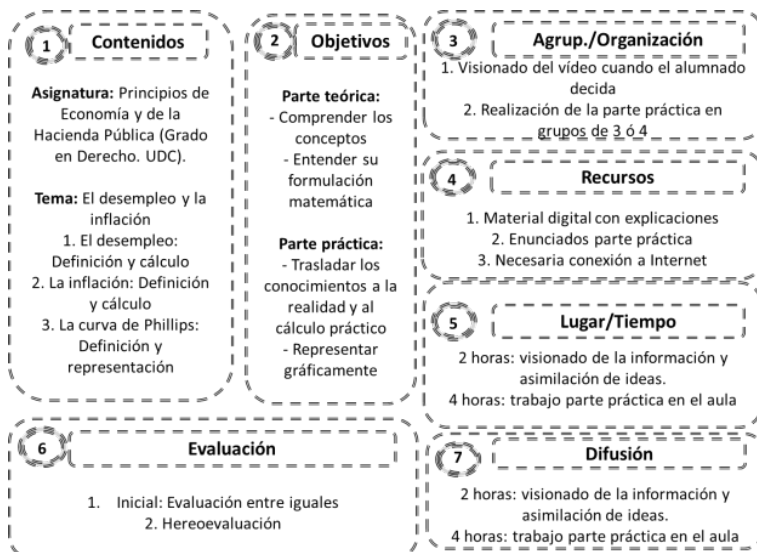 1 Contenidos
Asignatura: Principios de
Economía y de la
Hacienda Pública (Grado
en Derecho. UDC).
Tema: El desempleo y la
inflación
1. El desempleo:
Definición y cálculo
2. La inflación: Definición
y cálculo
3. La curva de Phillips:
Definición y
representación
2 Objetivos
Parte teórica:
- Comprender los
conceptos
- Entender su
formulación
matemática
Parte práctica:
- Trasladar los
conocimientos a la
realidad y al
cálculo práctico
- Representar
gráficamente
3 Agrup./Organización
1. Visionado del vídeo cuando el alumnado
decida
2. Realización de la parte práctica en
grupos de 3 ó 4
4 Recursos
1. Material digital con explicaciones
2. Enunciados parte práctica
3. Necesaria conexión a Internet
5 Lugar/Tiempo
2 horas: visionado de la información y
asimilación de ideas.
4 horas: trabajo parte práctica en el aula
6 Evaluación
1. Inicial: Evaluación entre iguales
2. Hereoevaluación
7 Difusión
2 horas: visionado de la información y
asimilación de ideas.
4 horas: trabajo parte práctica en el aula